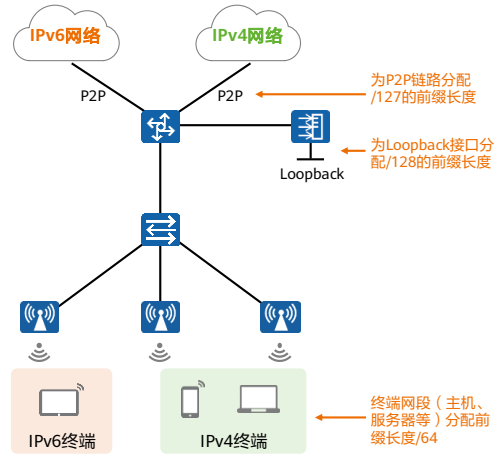 IPv6网络
IPv4网络
P2P
P2P
为P2P链路分配
/127的前缀长度
为Loopback接口分
配/128的前缀长度
Loopback
IPv6终端
IPv4终端
终端网段（主机、
服务器等）分配前
缀长度/64